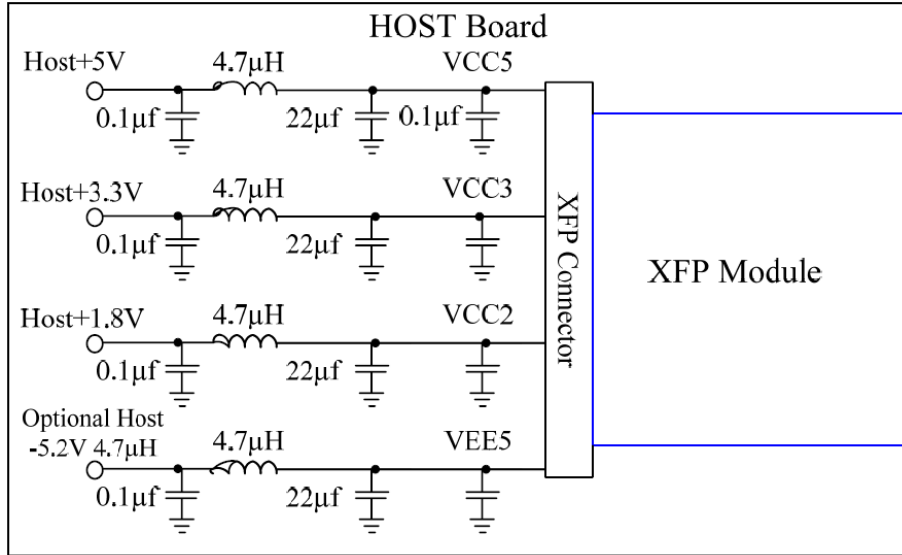 HOST Board
Host+5V
4.7μH
VCC5
0.1μf
22μf
0.1μf
Host+3.3V
4.7μH
VCC3
0.1μf
22μf
Host+1.8V
4.7μH
VCC2
0.1μf
22μf
Optional Host
-5.2V 4.7μH
4.7μH
VEE5
0.1μf
22μf
XFP Connector
XFP Module